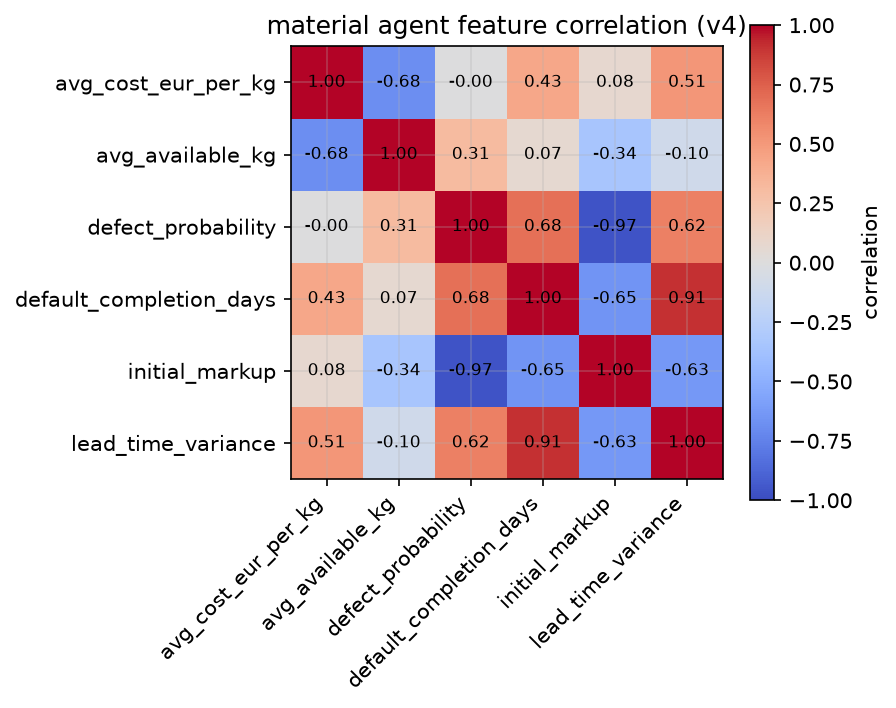 material agent feature correlation (v4)
avg_cost_eur_per_kg 1.00 -0.68 -0.00 0.43 0.08 0.51
avg_available_kg -0.68 1.00 0.31 0.07 -0.34 -0.10
defect_probability -0.00 0.31 1.00 0.68 -0.97 0.62
default_completion_days 0.43 0.07 0.68 1.00 -0.65 0.91
initial_markup 0.08 -0.34 -0.97 -0.65 1.00 -0.63
lead_time_variance 0.51 -0.10 0.62 0.91 -0.63 1.00
avg_cost_eur_per_kg
avg_available_kg
defect_probability
default_completion_days
initial_markup
lead_time_variance
1.00
0.75
0.50
0.25
0.00
−0.25
−0.50
−0.75
−1.00
correlation